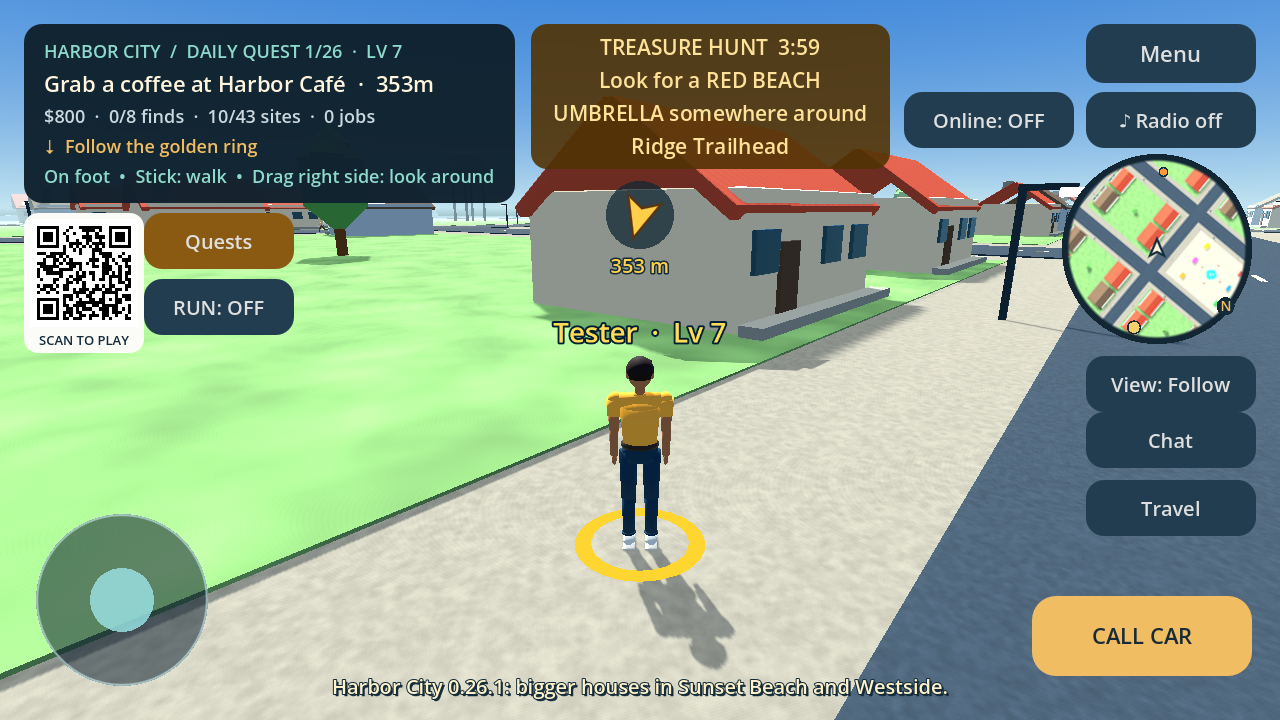 HARBOR CITY / DAILY QUEST 1/26 · LV 7
Grab a coffee at Harbor Café · 353m
$800 · 0/8 finds · 10/43 sites · 0 jobs
↓ Follow the golden ring
On foot • Stick: walk • Drag right side: look around
TREASURE HUNT 3:59
Look for a RED BEACH
UMBRELLA somewhere around
Ridge Trailhead
Menu
Online: OFF
♪ Radio off
Quests
RUN: OFF
SCAN TO PLAY
353 m
N
Tester · Lv 7
View: Follow
Chat
Travel
CALL CAR
Harbor City 0.26.1: bigger houses in Sunset Beach and Westside.